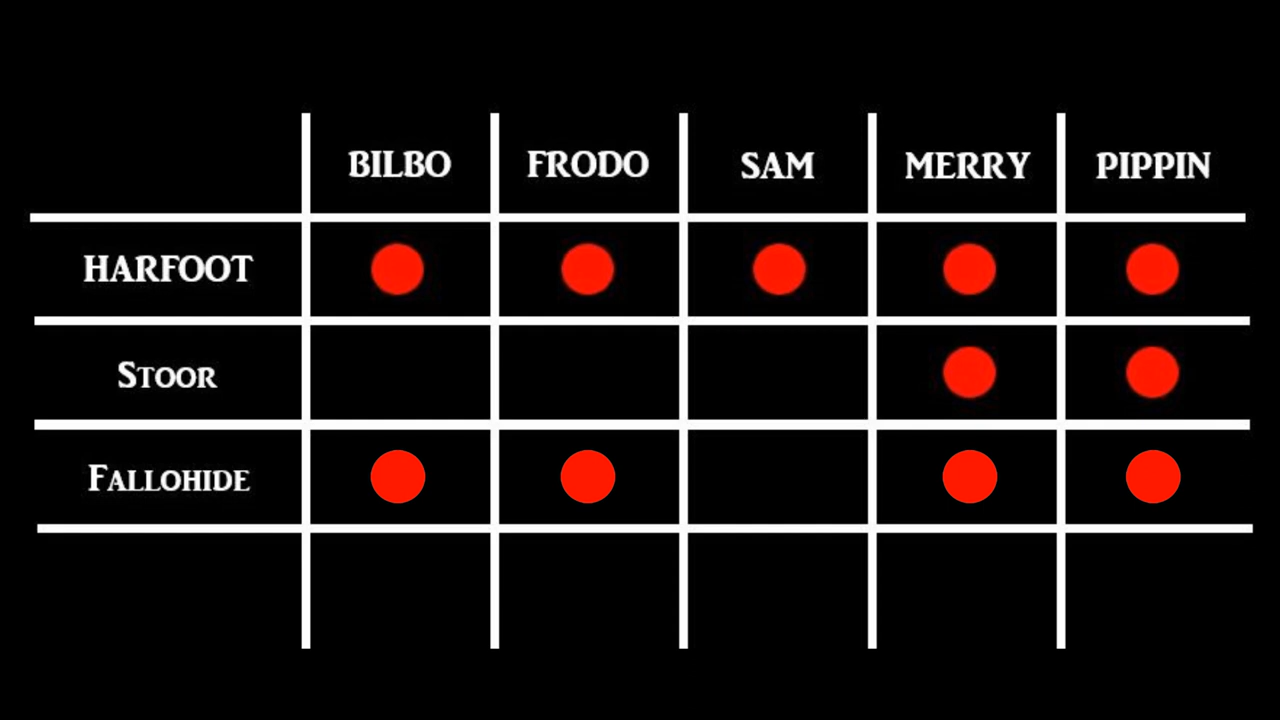 BILBO FRODO SAM MERRY PIPPIN
HARFOOT
STOOR
FALLOHIDE